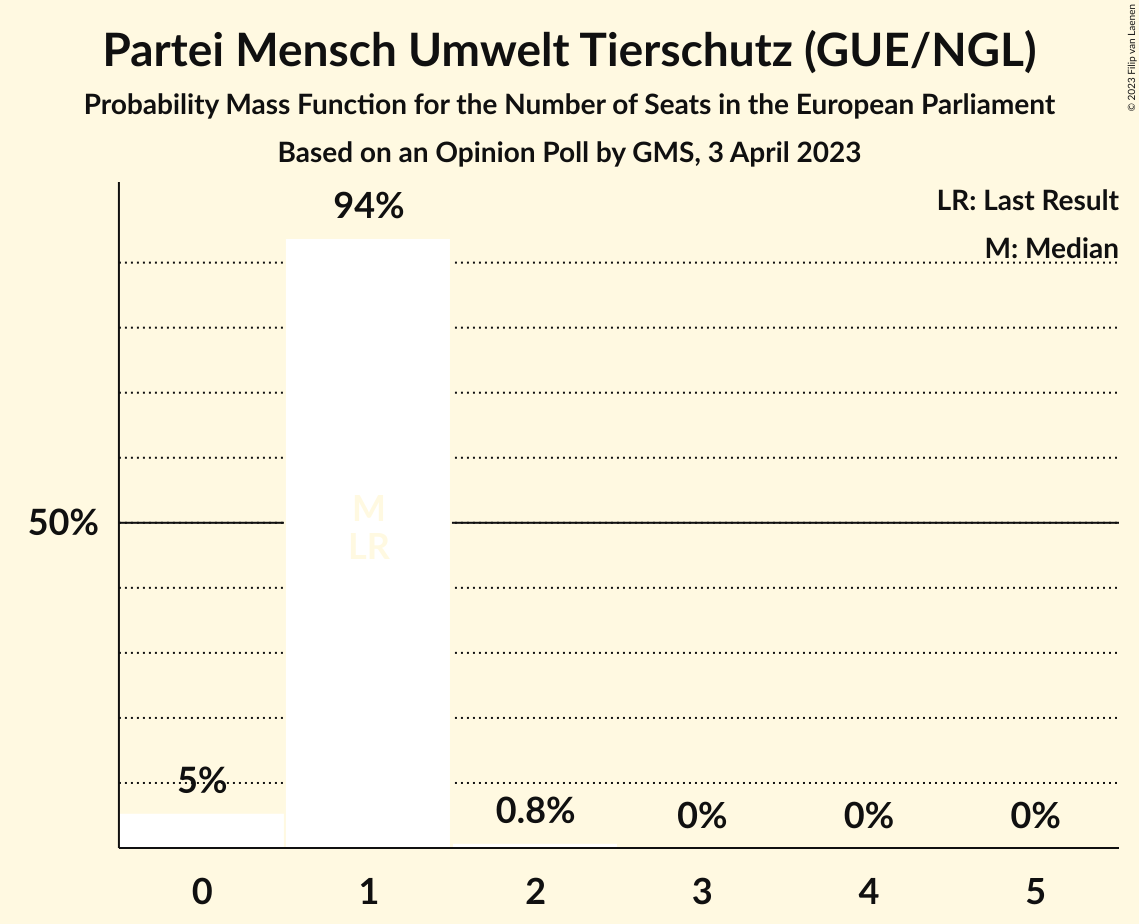 Partei Mensch Umwelt Tierschutz (GUE/NGL)
Probability Mass Function for the Number of Seats in the European Parliament
Based on an Opinion Poll by GMS, 3 April 2023
© 2023 Filip van Laenen
LR: Last Result
M: Median
94%
M
LR
50%
5%
0.8%
0%
0%
0%
0
1
2
3
4
5